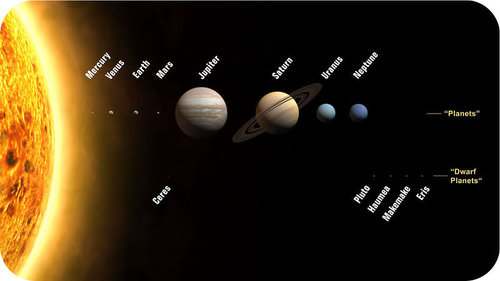 Mercury
Venus
Earth
Mars
Jupiter
Saturn
Uranus
Neptune
"Planets"
Ceres
Pluto
Haumea
Makemake
Eris
"Dwarf
Planets"